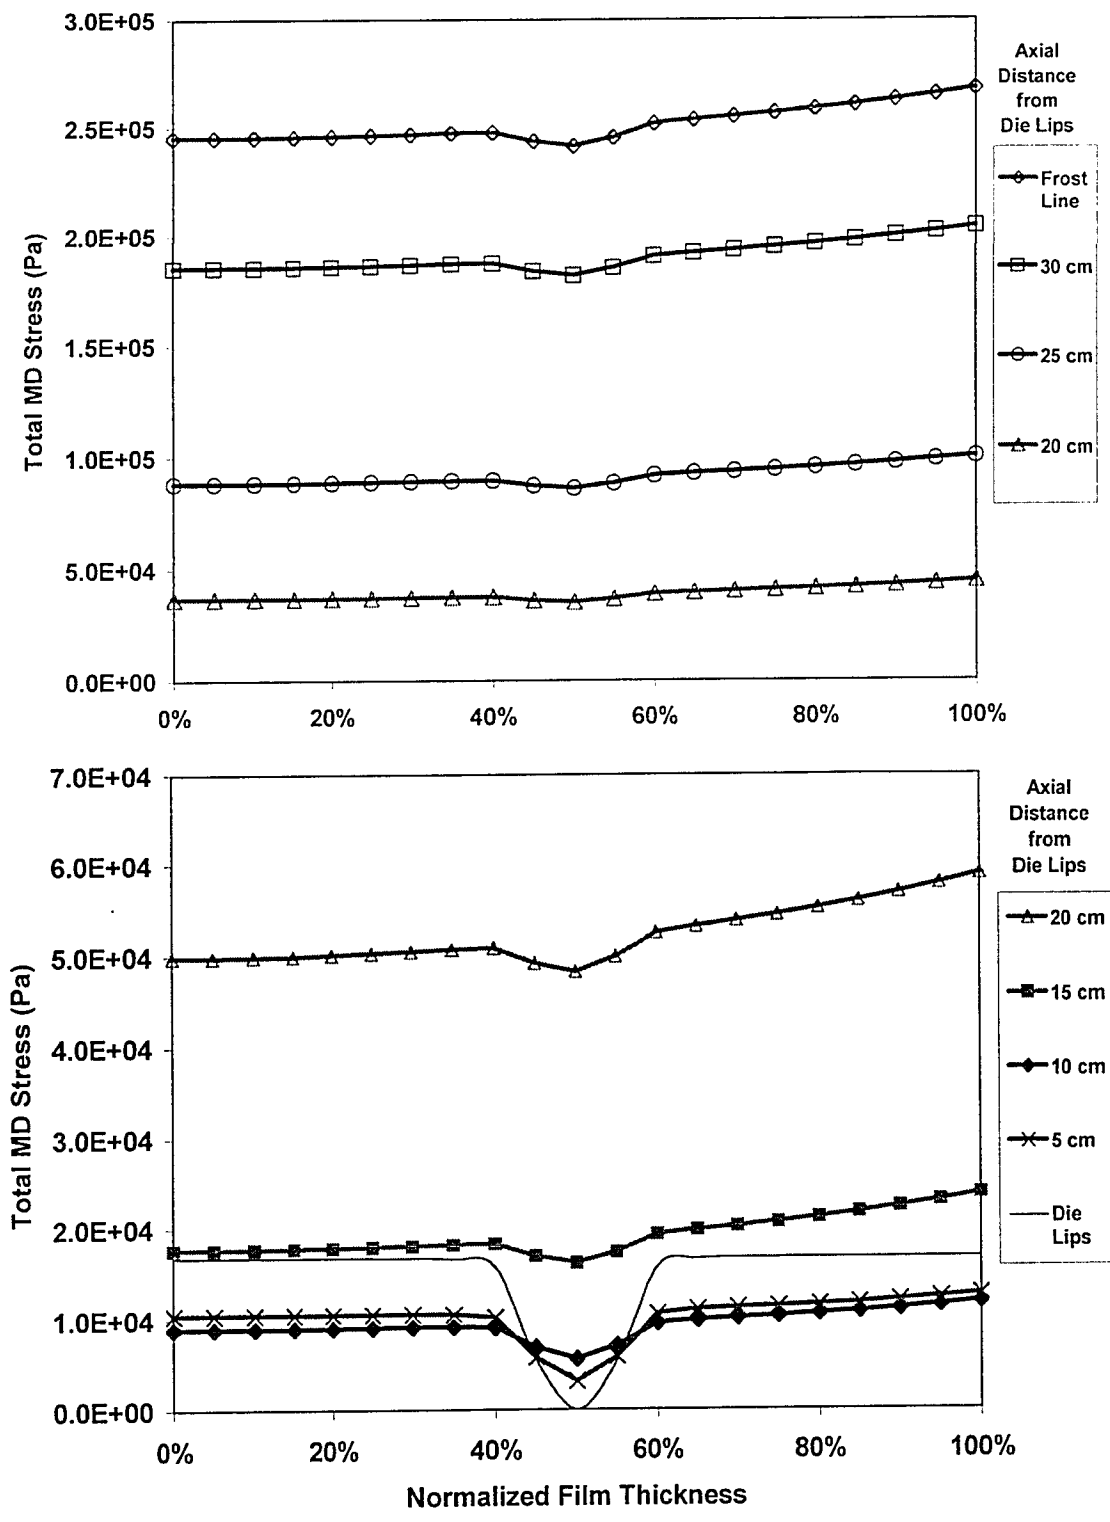 3.0E+05
2.5E+05
2.0E+05
1.5E+05
1.0E+05
5.0E+04
0.0E+00
Total MD Stress (Pa)
0%
20%
40%
60%
80%
100%
Axial
Distance
from
Die Lips
Frost
Line
30 cm
25 cm
20 cm
7.0E+04
6.0E+04
5.0E+04
4.0E+04
3.0E+04
2.0E+04
1.0E+04
0.0E+00
Total MD Stress (Pa)
0%
20%
40%
60%
80%
100%
Normalized Film Thickness
Axial
Distance
from
Die Lips
20 cm
15 cm
10 cm
5 cm
Die
Lips